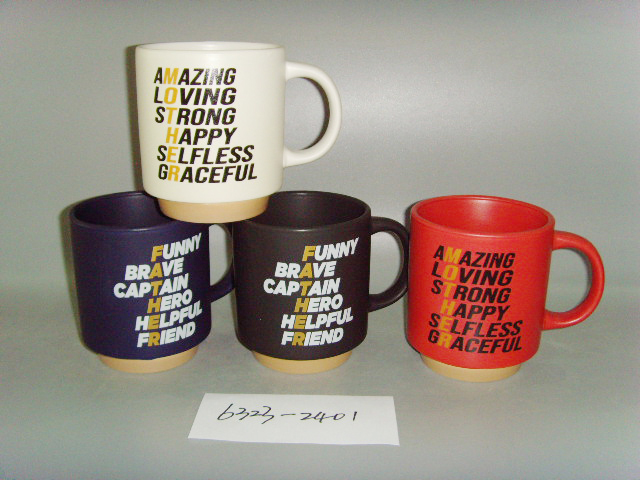 AMAZING
LOVING
STRONG
HAPPY
SELFLESS
GRACEFUL
FUNNY
BRAVE
CAPTAIN
HERO
HELPFUL
FRIEND
FUNNY
BRAVE
CAPTAIN
HERO
HELPFUL
FRIEND
AMAZING
LOVING
STRONG
HAPPY
SELFLESS
GRACEFUL
6323-2401